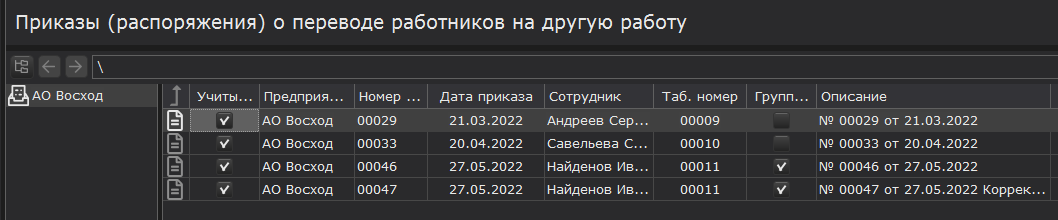 Приказы (распоряжения) о переводе работников на другую работу
\
АО Восход
Учиты... Предприя... Номер ... Дата приказа Сотрудник Таб. номер Групп... Описание
АО Восход 00029 21.03.2022 Андреев Сер... 00009 № 00029 от 21.03.2022
АО Восход 00033 20.04.2022 Савельева С... 00010 № 00033 от 20.04.2022
АО Восход 00046 27.05.2022 Найденов Ив... 00011 № 00046 от 27.05.2022
АО Восход 00047 27.05.2022 Найденов Ив... 00011 № 00047 от 27.05.2022 Коррек...